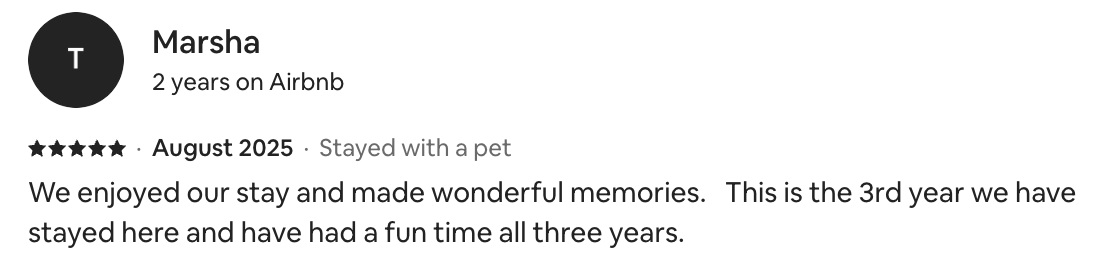 T
Marsha
2 years on Airbnb
★★★★★ · August 2025 · Stayed with a pet
We enjoyed our stay and made wonderful memories.   This is the 3rd year we have
stayed here and have had a fun time all three years.